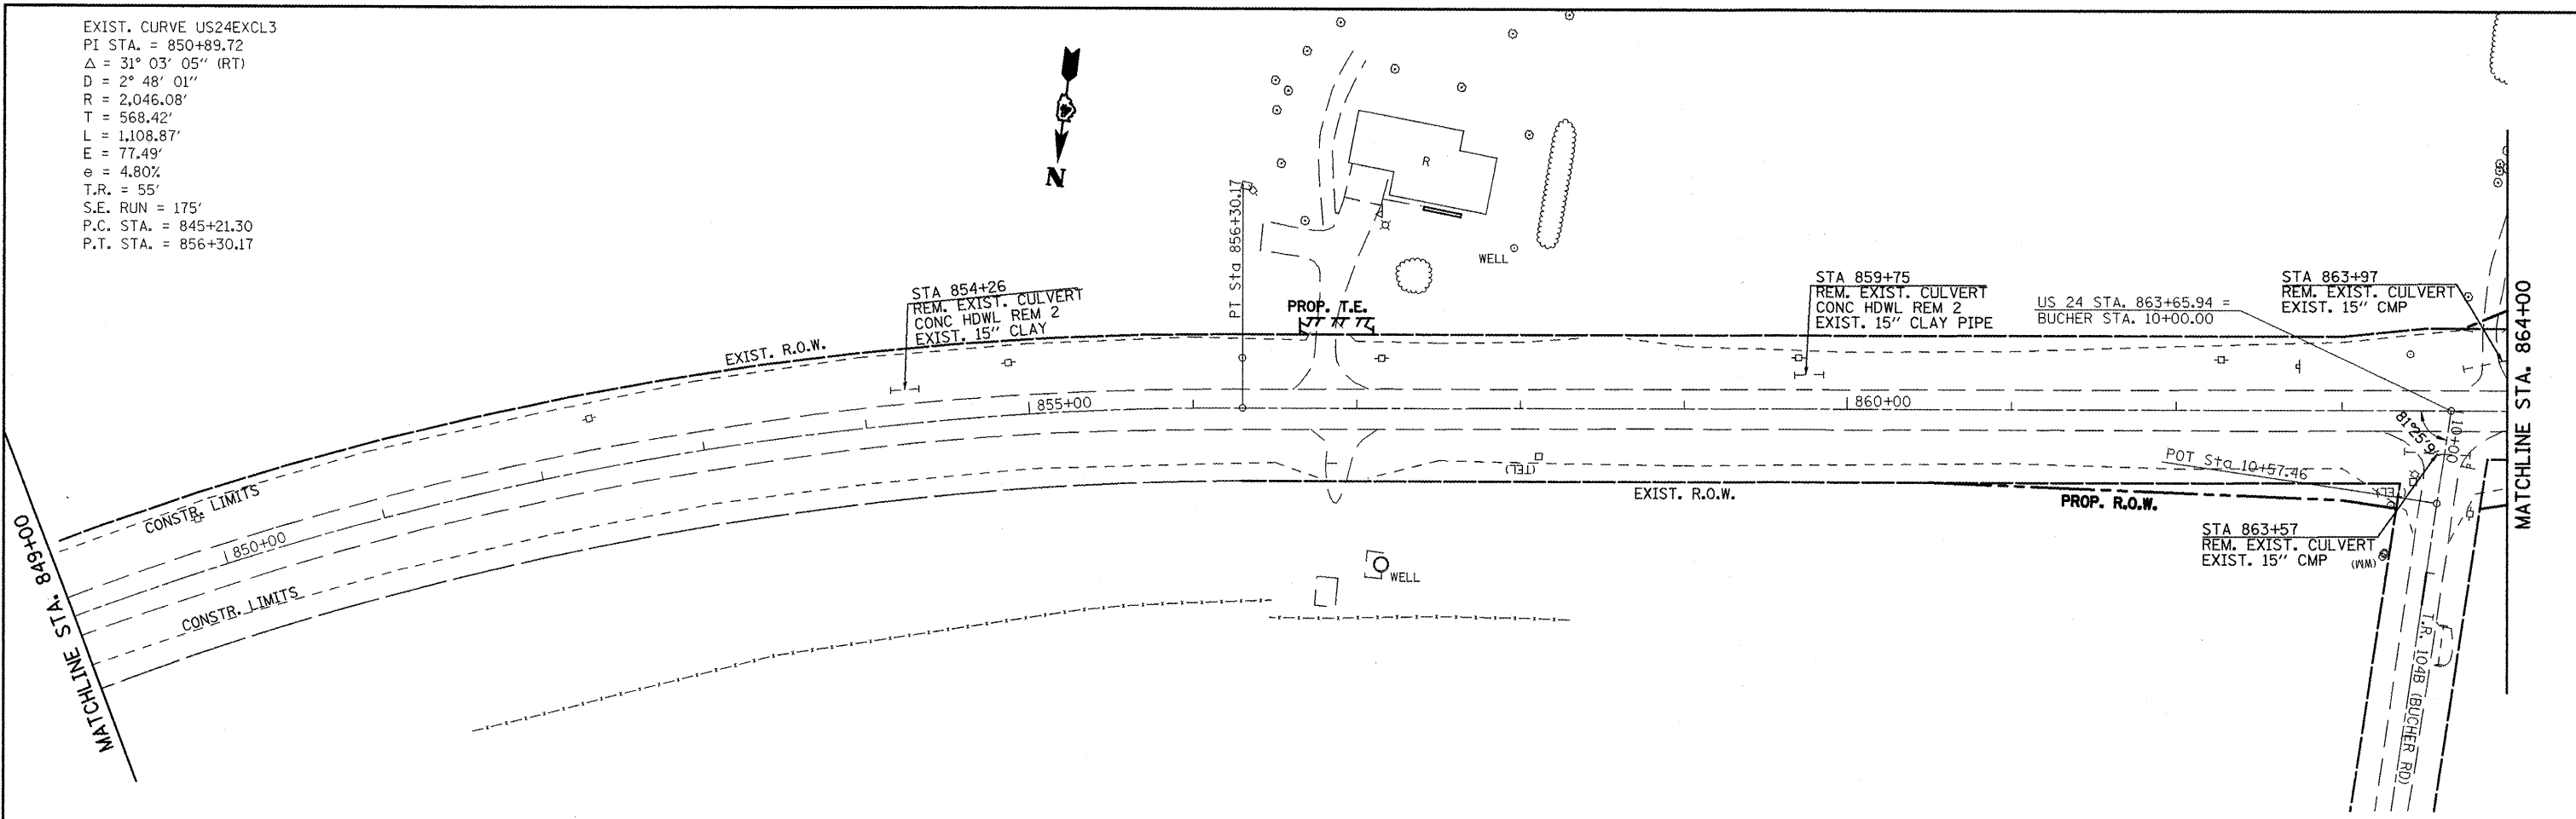 EXIST. CURVE US24EXCL3
PI STA. = 850+89.72
Δ = 31° 03' 05" (RT)
D = 2° 48' 01"
R = 2,046.08'
T = 568.42'
L = 1,108.87'
E = 77.49'
e = 4.80%
T.R. = 55'
S.E. RUN = 175'
P.C. STA. = 845+21.30
P.T. STA. = 856+30.17
N
R
WELL
PT Sta 856+30.17
PROP. T.E.
STA 854+26
REM. EXIST. CULVERT
CONC HDWL REM 2
EXIST. 15" CLAY
STA 859+75
REM. EXIST. CULVERT
CONC HDWL REM 2
EXIST. 15" CLAY PIPE
US 24 STA. 863+65.94 =
BUCHER STA. 10+00.00
STA 863+97
REM. EXIST. CULVERT
EXIST. 15" CMP
MATCHLINE STA. 864+00
EXIST. R.O.W.
855+00
860+00
81°25'9"
10+00
POT Sta 10+57.46
(TEL)
(TEL)
EXIST. R.O.W.
PROP. R.O.W.
CONSTR. LIMITS
850+00
CONSTR. LIMITS
MATCHLINE STA. 849+00
STA 863+57
REM. EXIST. CULVERT
EXIST. 15" CMP
(WM)
WELL
T.R. 104B (BUCHER RD)